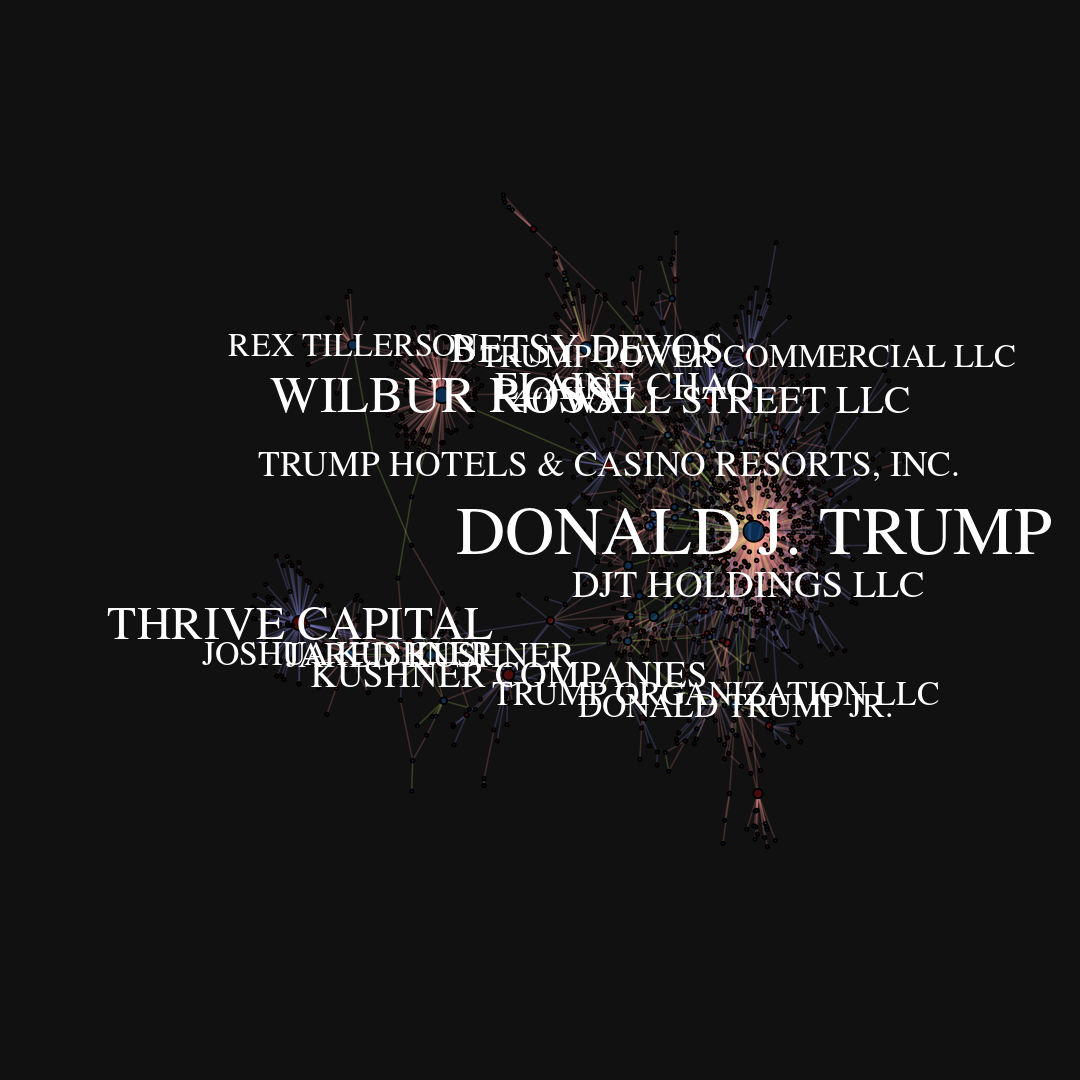 REX TILLERSON
BETSY DEVOS
TRUMP TOWER COMMERCIAL LLC
WILBUR ROSS
ELAINE CHAO
40 WALL STREET LLC
TRUMP HOTELS & CASINO RESORTS, INC.
DONALD J. TRUMP
DJT HOLDINGS LLC
THRIVE CAPITAL
JOSHUA KUSHNER
JARED KUSHNER
KUSHNER COMPANIES
TRUMP ORGANIZATION LLC
DONALD TRUMP JR.